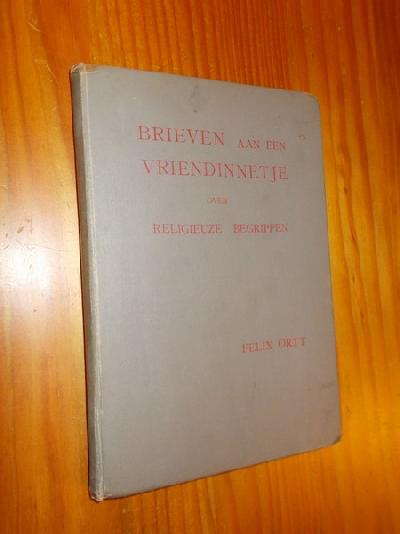 BRIEVEN AAN EEN
VRIENDINNETJE
OVER
RELIGIEUZE BEGRIPPEN
FELIX ORTT